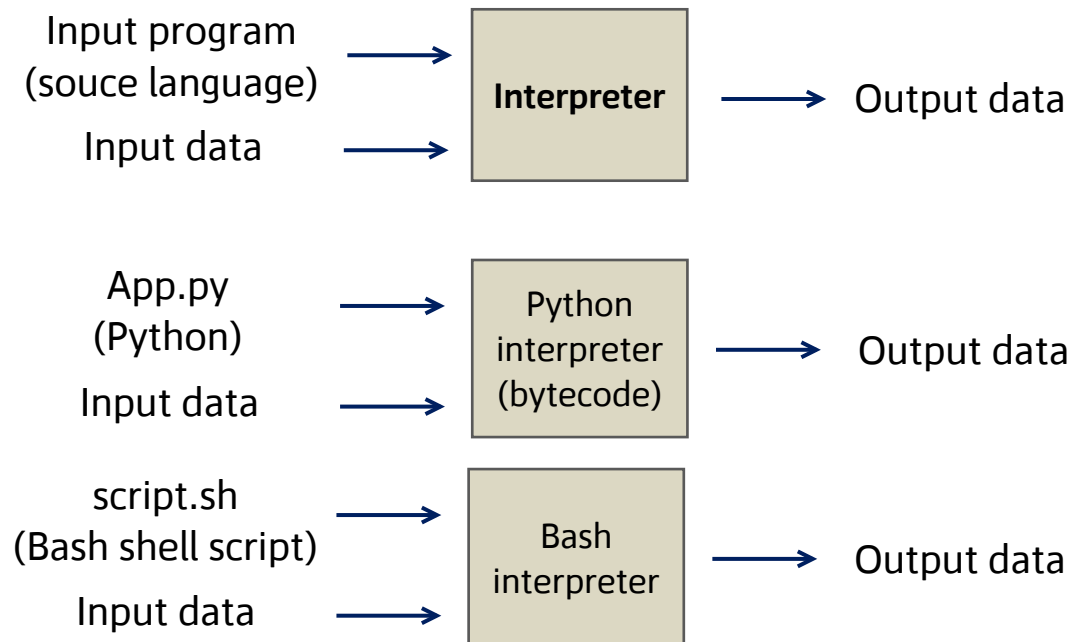 Input program
(souce language)
Input data
Interpreter
Output data
App.py
(Python)
Input data
Python
interpreter
(bytecode)
Output data
script.sh
(Bash shell script)
Input data
Bash
interpreter
Output data